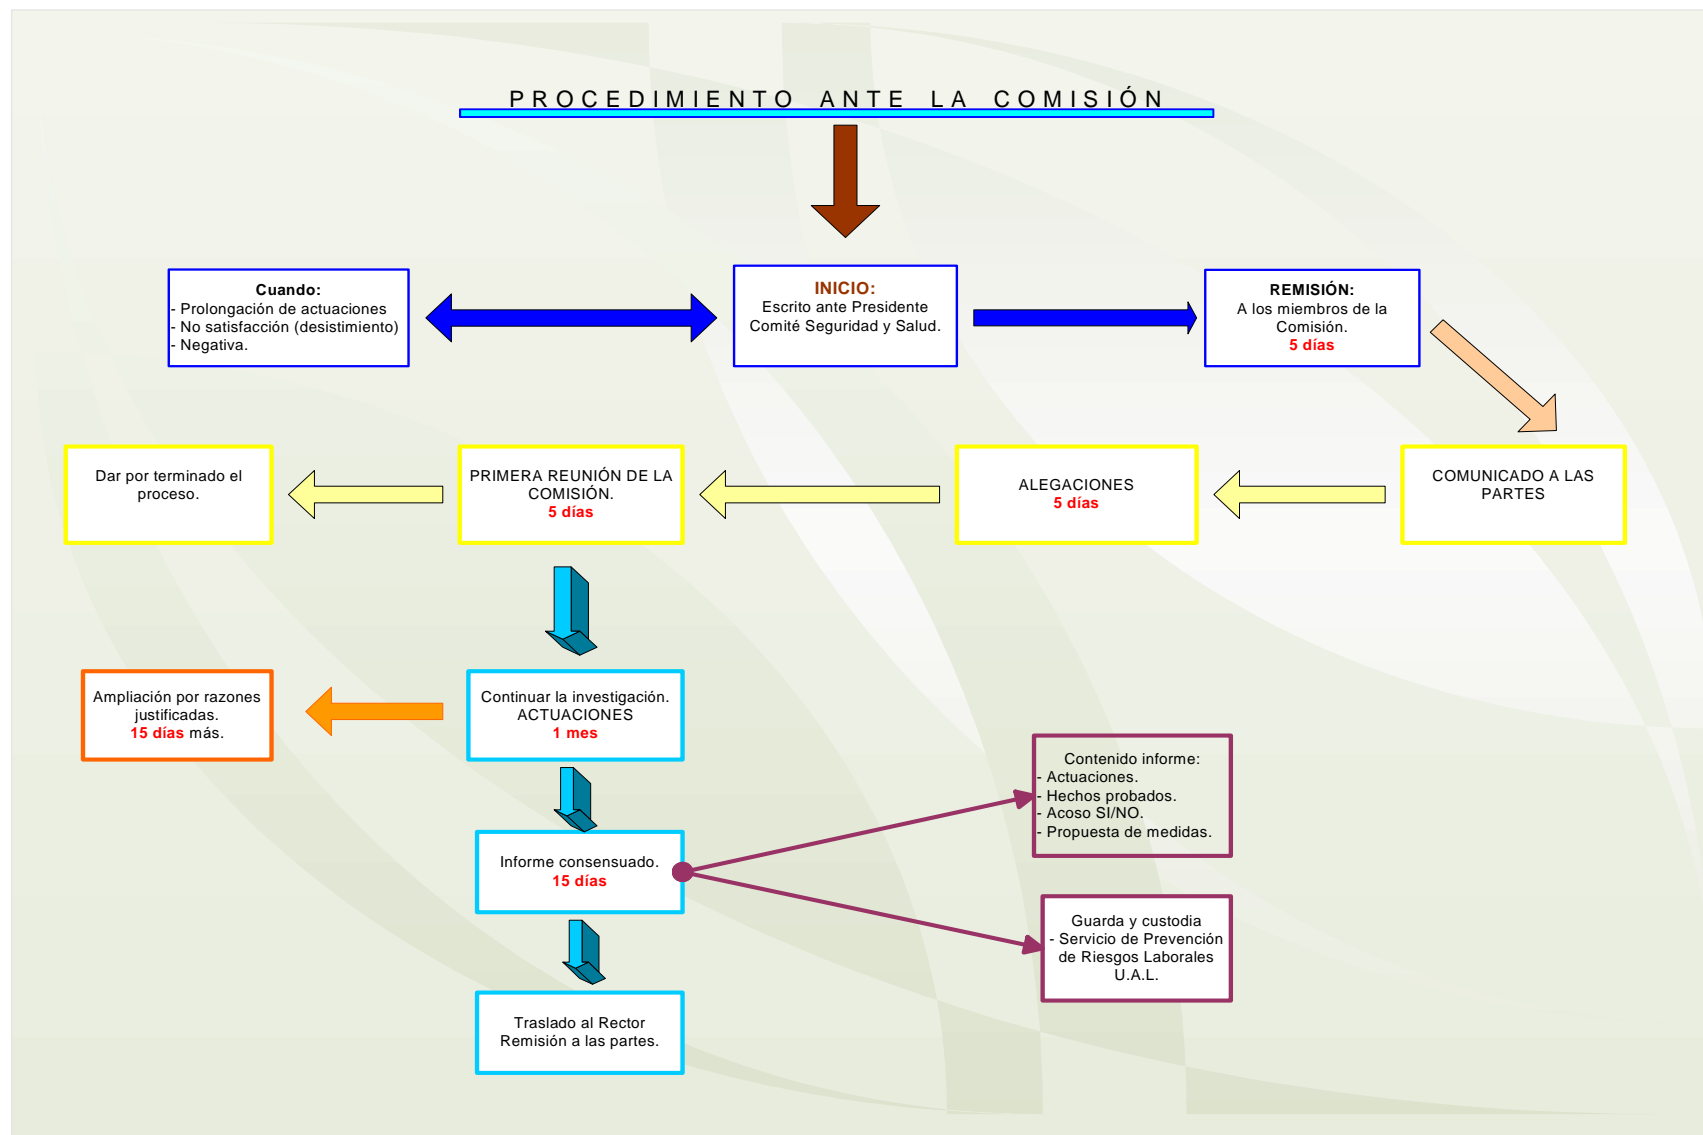 PROCEDIMIENTO ANTE LA COMISIÓN
Cuando:
- Prolongación de actuaciones
- No satisfacción (desistimiento)
- Negativa.
INICIO:
Escrito ante Presidente
Comité Seguridad y Salud.
REMISIÓN:
A los miembros de la
Comisión.
5 días
Dar por terminado el
proceso.
PRIMERA REUNIÓN DE LA
COMISIÓN.
5 días
ALEGACIONES
5 días
COMUNICADO A LAS
PARTES
Ampliación por razones
justificadas.
15 días más.
Continuar la investigación.
ACTUACIONES
1 mes
Contenido informe:
- Actuaciones.
- Hechos probados.
- Acoso SI/NO.
- Propuesta de medidas.
Informe consensuado.
15 días
Guarda y custodia
- Servicio de Prevención
de Riesgos Laborales
U.A.L.
Traslado al Rector
Remisión a las partes.